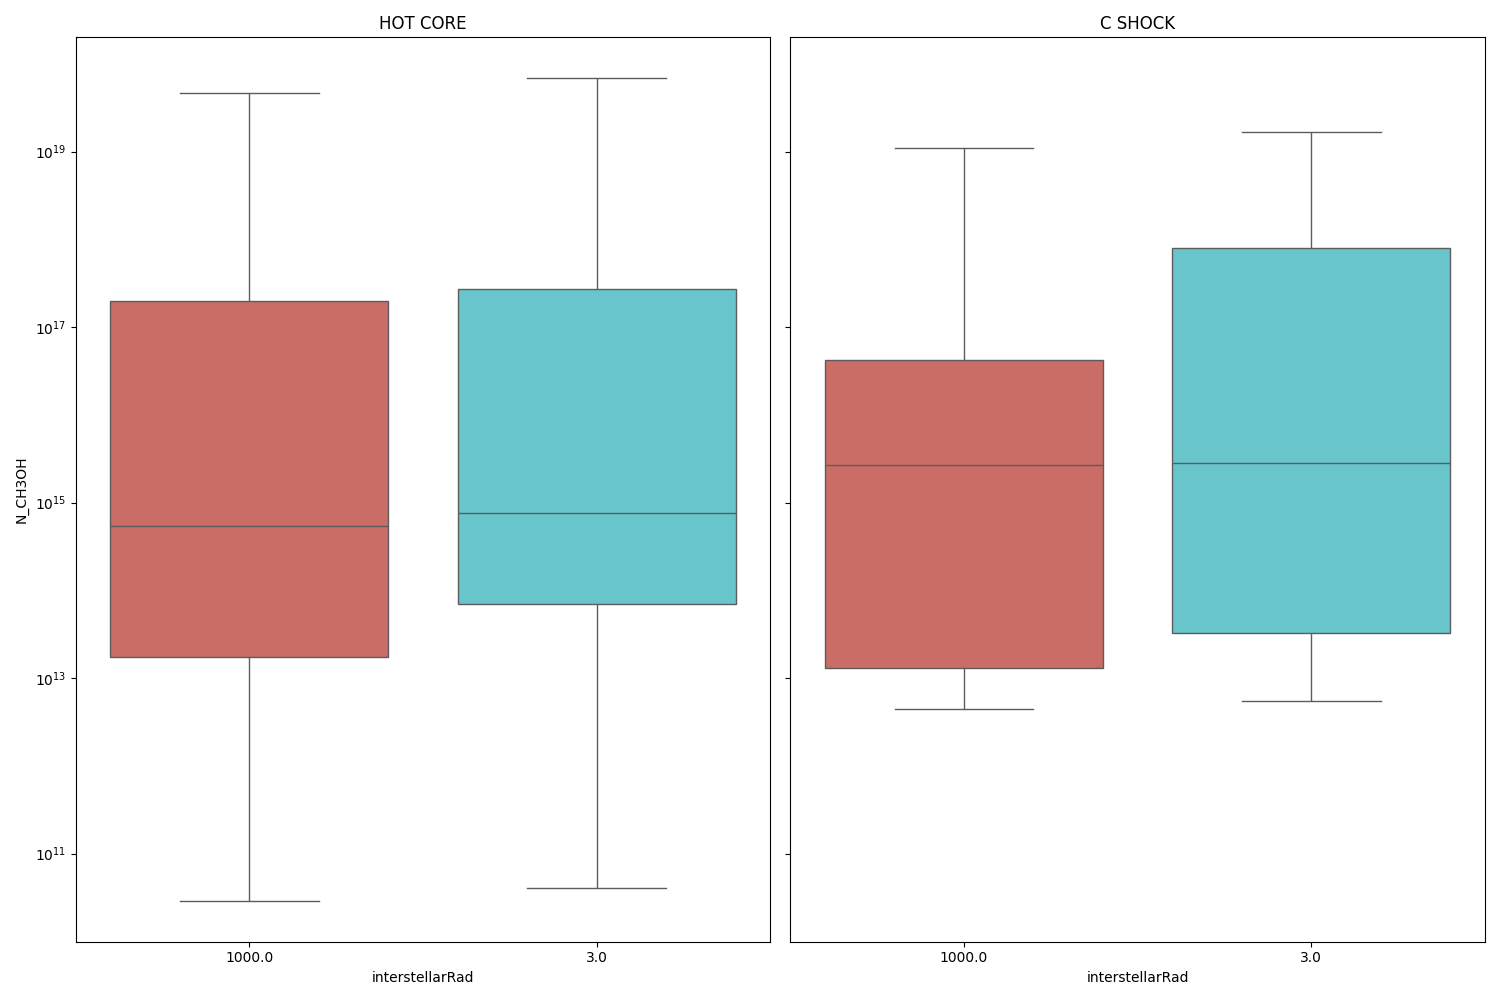 HOT CORE
C SHOCK
N_CH3OH
10^19
10^17
10^15
10^13
10^11
1000.0
3.0
1000.0
3.0
interstellarRad
interstellarRad